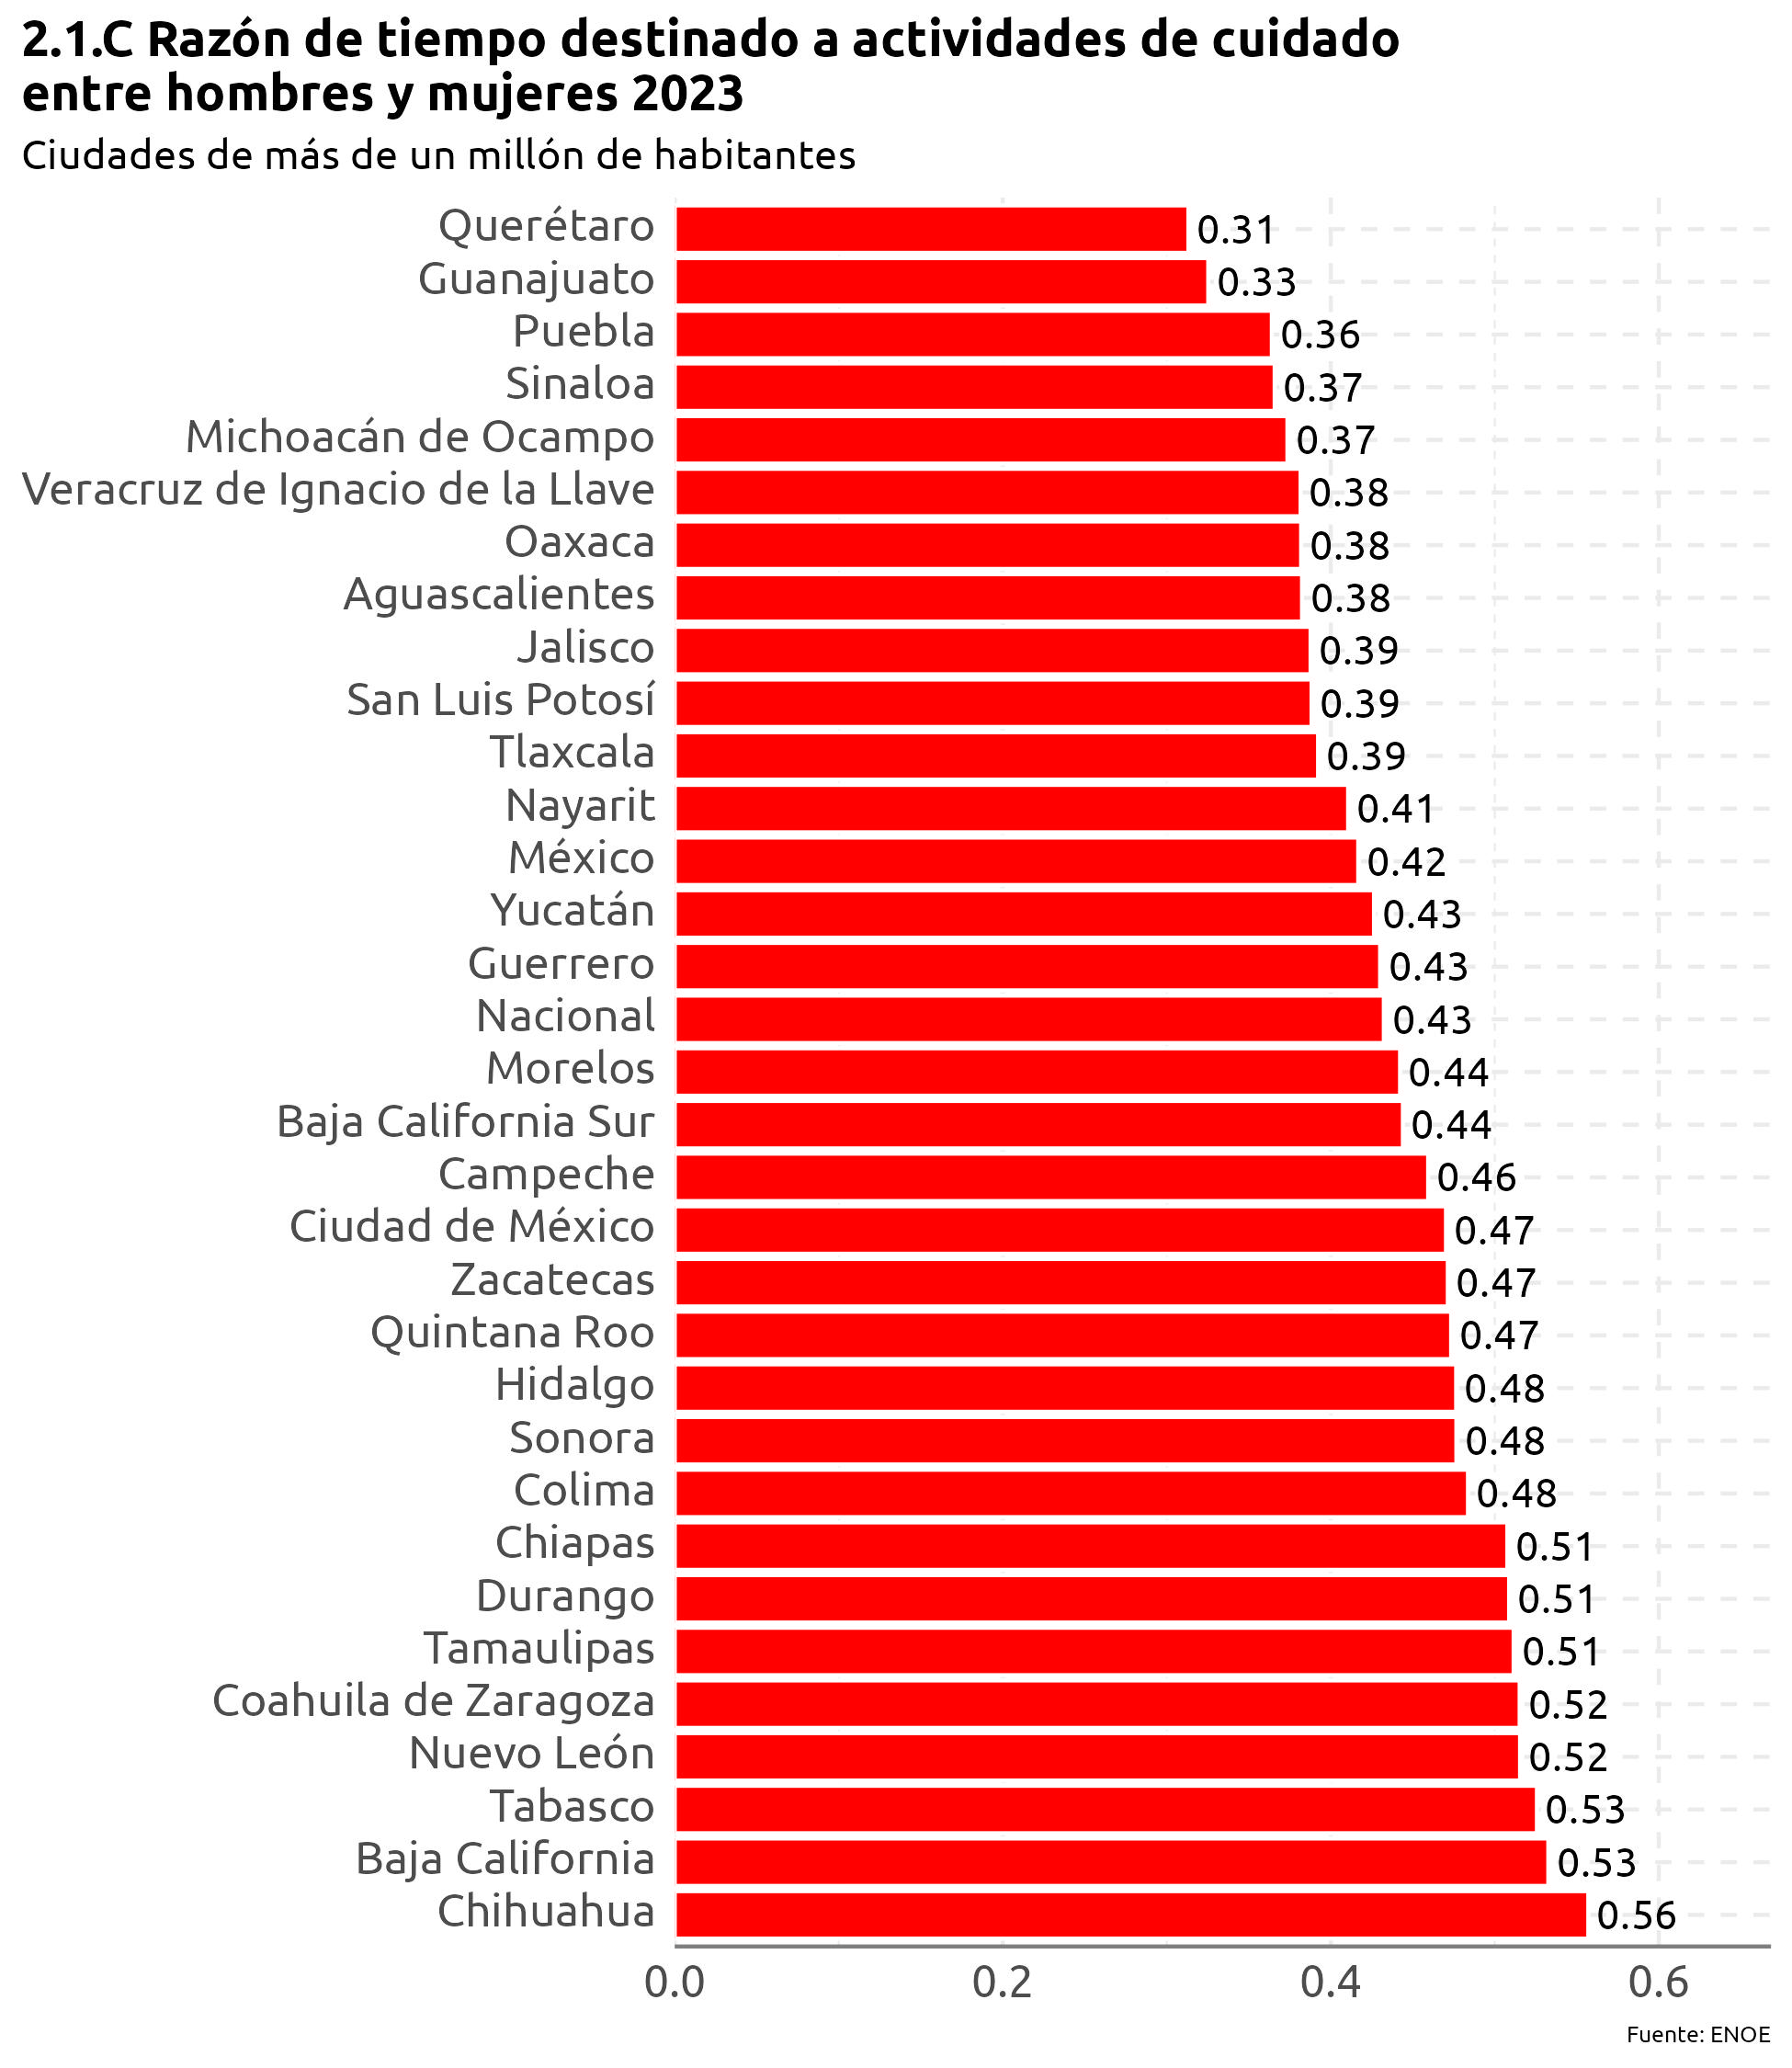 2.1.C Razón de tiempo destinado a actividades de cuidado
entre hombres y mujeres 2023
Ciudades de más de un millón de habitantes
Querétaro 0.31
Guanajuato 0.33
Puebla 0.36
Sinaloa 0.37
Michoacán de Ocampo 0.37
Veracruz de Ignacio de la Llave 0.38
Oaxaca 0.38
Aguascalientes 0.38
Jalisco 0.39
San Luis Potosí 0.39
Tlaxcala 0.39
Nayarit 0.41
México 0.42
Yucatán 0.43
Guerrero 0.43
Nacional 0.43
Morelos 0.44
Baja California Sur 0.44
Campeche 0.46
Ciudad de México 0.47
Zacatecas 0.47
Quintana Roo 0.47
Hidalgo 0.48
Sonora 0.48
Colima 0.48
Chiapas 0.51
Durango 0.51
Tamaulipas 0.51
Coahuila de Zaragoza 0.52
Nuevo León 0.52
Tabasco 0.53
Baja California 0.53
Chihuahua 0.56
0.0 0.2 0.4 0.6
Fuente: ENOE